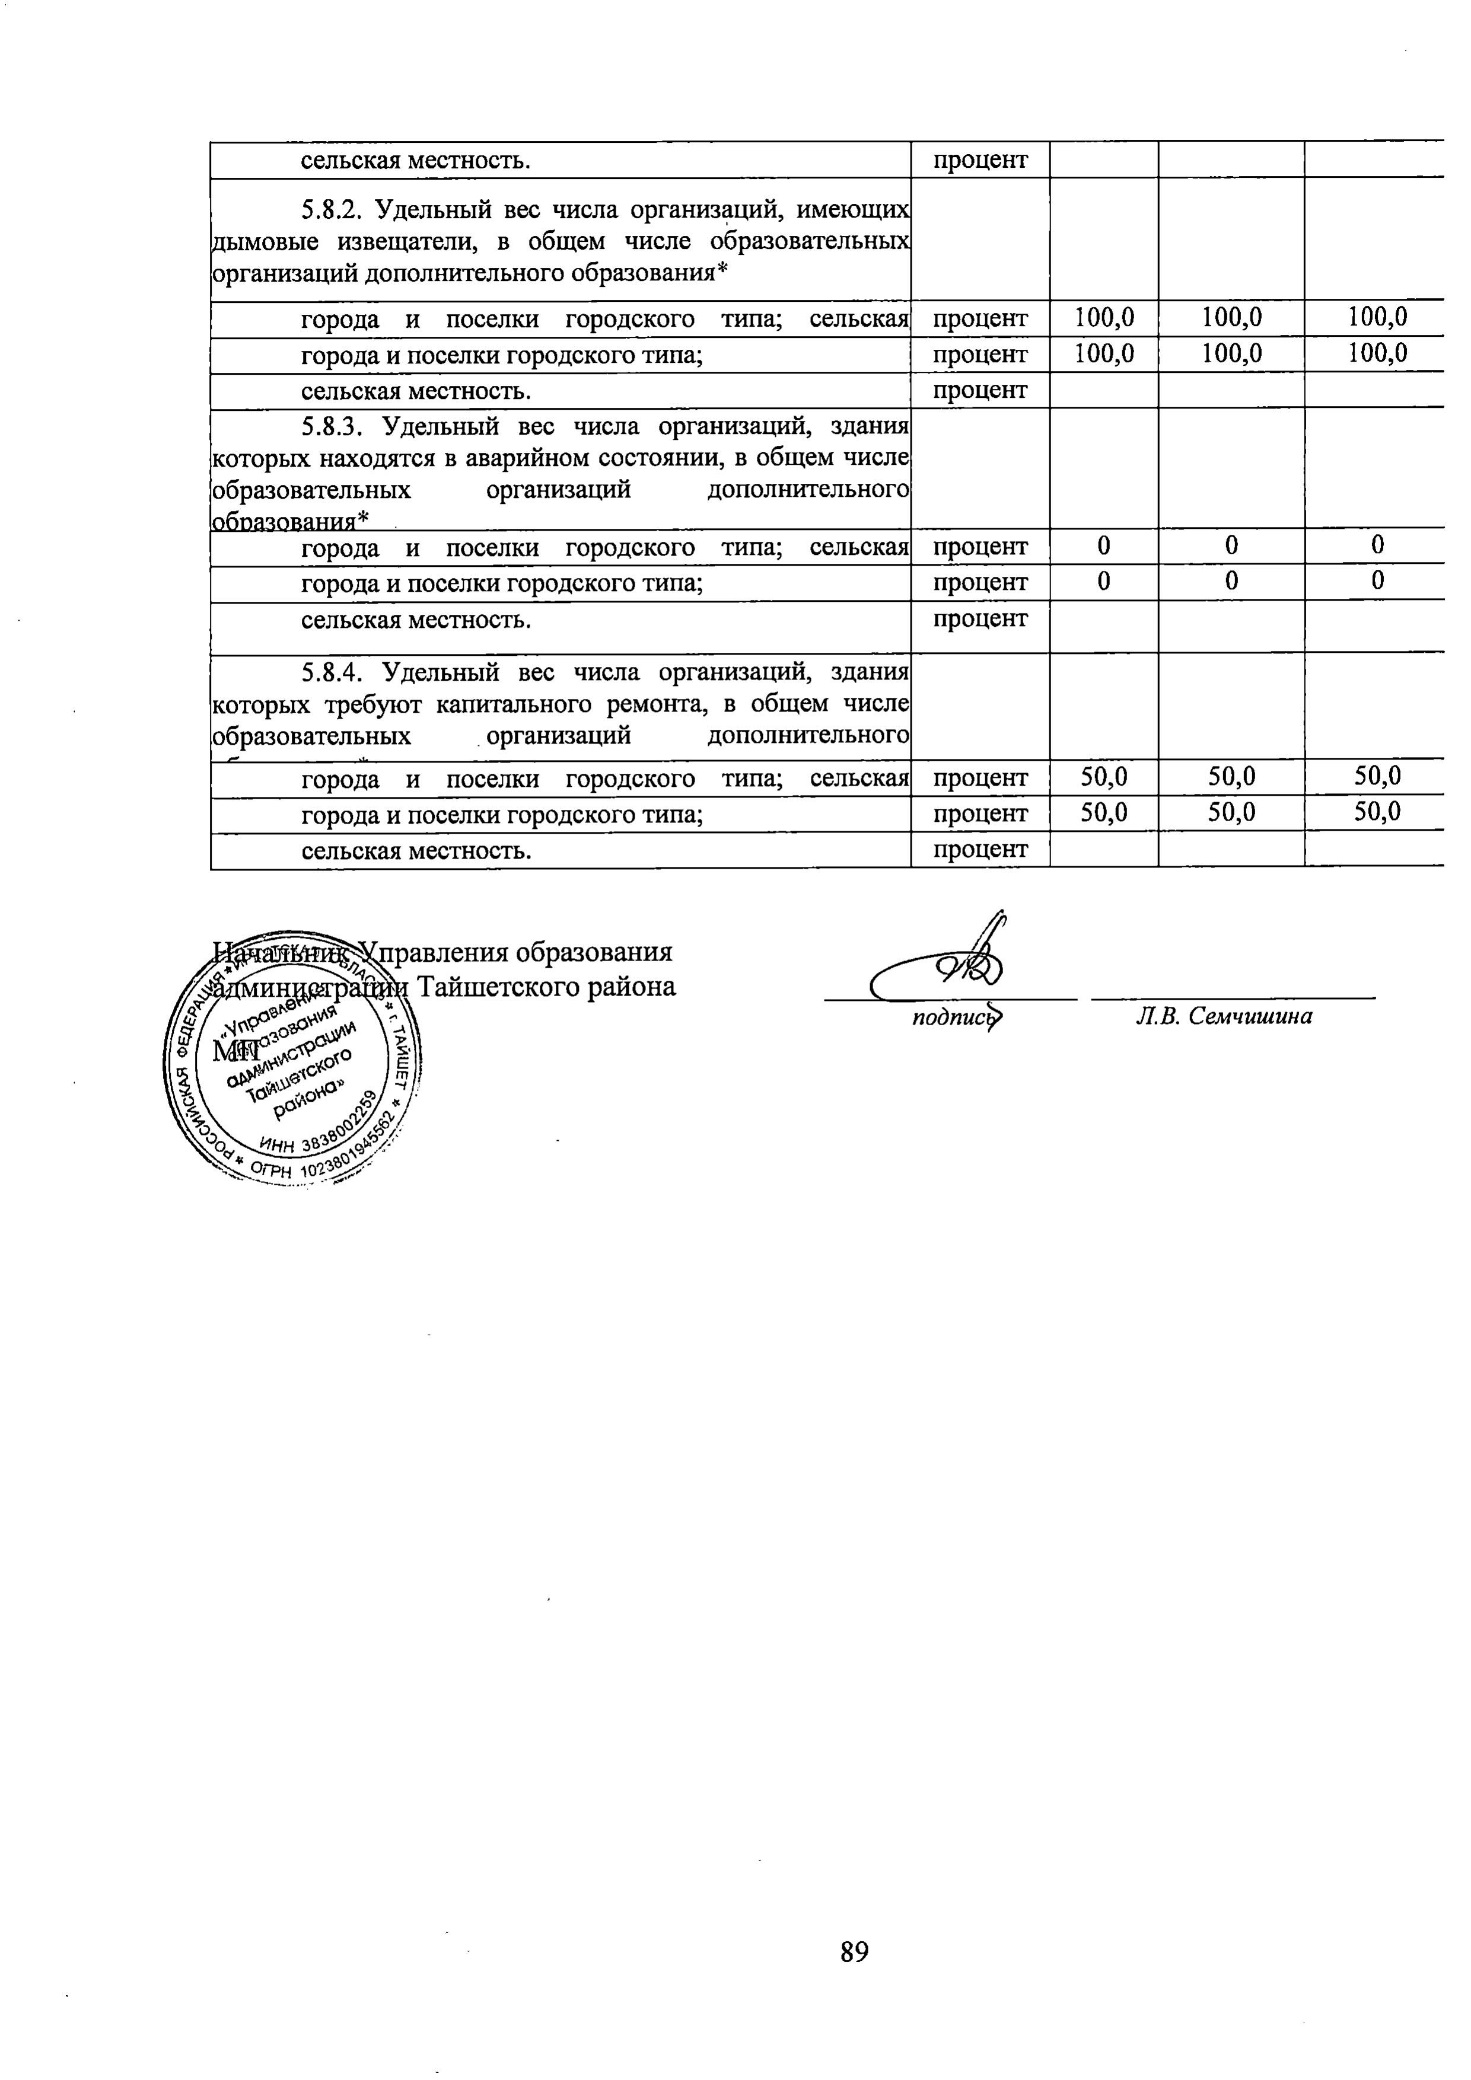 сельская местность. процент
5.8.2. Удельный вес числа организаций, имеющих
дымовые извещатели, в общем числе образовательных
организаций дополнительного образования*
города и поселки городского типа; сельская процент 100,0 100,0 100,0
города и поселки городского типа; процент 100,0 100,0 100,0
сельская местность. процент
5.8.3. Удельный вес числа организаций, здания
которых находятся в аварийном состоянии, в общем числе
образовательных организаций дополнительного
образования*
города и поселки городского типа; сельская процент 0 0 0
города и поселки городского типа; процент 0 0 0
сельская местность. процент
5.8.4. Удельный вес числа организаций, здания
которых требуют капитального ремонта, в общем числе
образовательных организаций дополнительного
города и поселки городского типа; сельская процент 50,0 50,0 50,0
города и поселки городского типа; процент 50,0 50,0 50,0
сельская местность. процент
Начальник Управления образования
администрации Тайшетского района
подпись Л.В. Семчишина
МП
РОССИЙСКАЯ ФЕДЕРАЦИЯ * ИРКУТСКАЯ ОБЛАСТЬ * г. ТАЙШЕТ *
«Управление
образования
администрации
Тайшетского
района»
ИНН 3838002259
* ОГРН 1023801945562 *
89